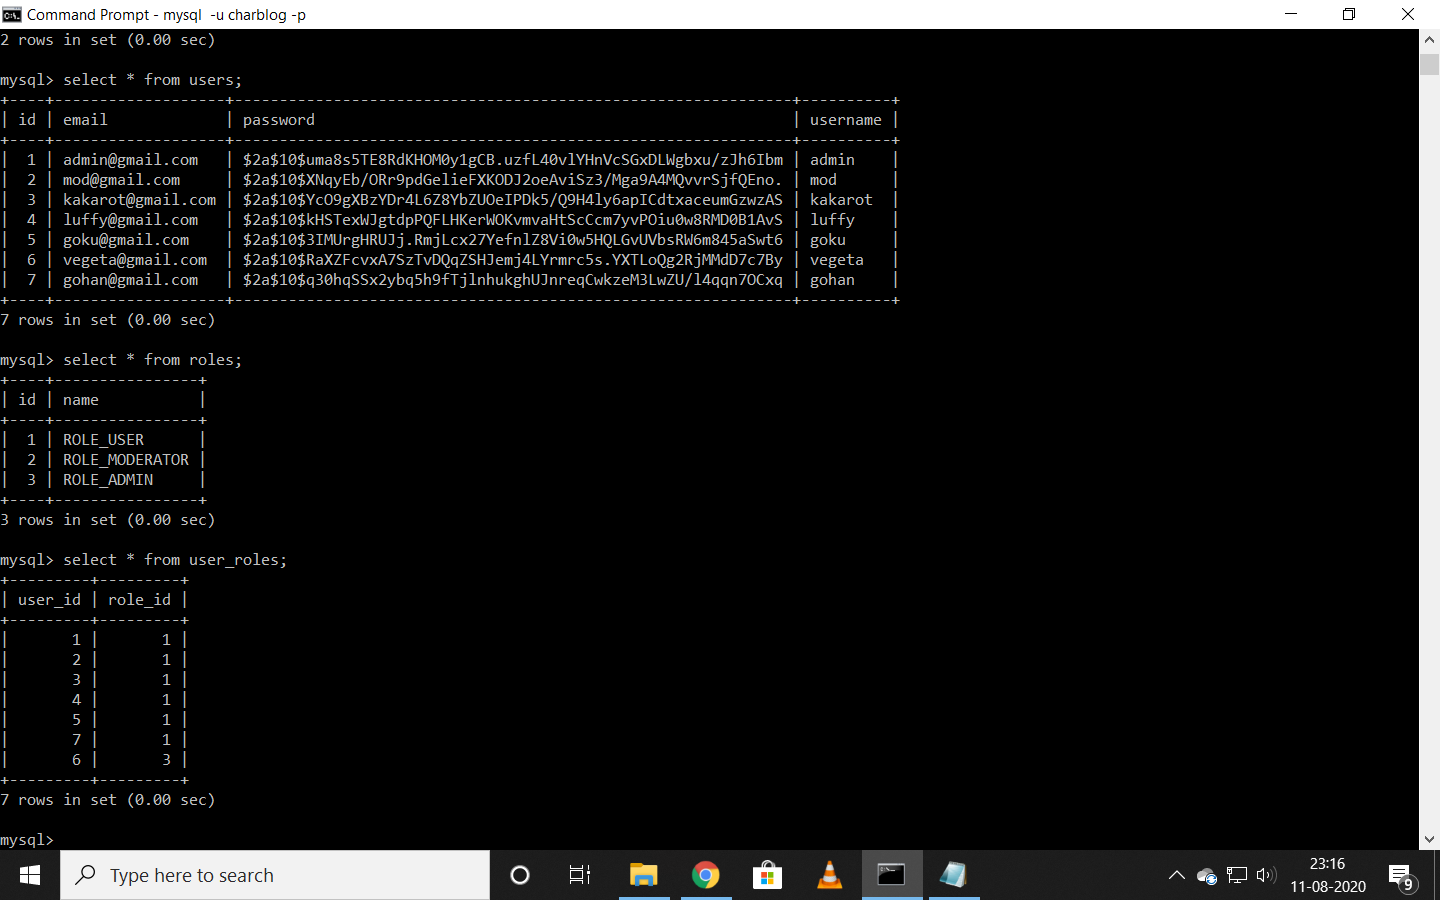 Command Prompt - mysql  -u charblog -p
2 rows in set (0.00 sec)
mysql> select * from users;
+----+-------------------+--------------------------------------------------------------+----------+
| id | email             | password                                                     | username |
+----+-------------------+--------------------------------------------------------------+----------+
|  1 | admin@gmail.com   | $2a$10$uma8s5TE8RdKHOM0y1gCB.uzfL40vlYHnVcSGxDLWgbxu/zJh6Ibm | admin    |
|  2 | mod@gmail.com     | $2a$10$XNqyEb/ORr9pdGelieFXKODJ2oeAviSz3/Mga9A4MQvvrSjfQEno. | mod      |
|  3 | kakarot@gmail.com | $2a$10$YcO9gXBzYDr4L6Z8YbZUOeIPDk5/Q9H4ly6apICdtxaceumGzwzAS | kakarot  |
|  4 | luffy@gmail.com   | $2a$10$kHSTexWJgtdpPQFLHKerWOKvmvaHtScCcm7yvPOiu0w8RMD0B1AvS | luffy    |
|  5 | goku@gmail.com    | $2a$10$3IMUrgHRUJj.RmjLcx27YefnlZ8Vi0w5HQLGvUVbsRW6m845aSwt6 | goku     |
|  6 | vegeta@gmail.com  | $2a$10$RaXZFcvxA7SzTvDQqZSHJemj4LYrmrc5s.YXTLoQg2RjMMdD7c7By | vegeta   |
|  7 | gohan@gmail.com   | $2a$10$q30hqSSx2ybq5h9fTjlnhukghUJnreqCwkzeM3LwZU/l4qqn7OCxq | gohan    |
+----+-------------------+--------------------------------------------------------------+----------+
7 rows in set (0.00 sec)
mysql> select * from roles;
+----+----------------+
| id | name           |
+----+----------------+
|  1 | ROLE_USER      |
|  2 | ROLE_MODERATOR |
|  3 | ROLE_ADMIN     |
+----+----------------+
3 rows in set (0.00 sec)
mysql> select * from user_roles;
+---------+---------+
| user_id | role_id |
+---------+---------+
|       1 |       1 |
|       2 |       1 |
|       3 |       1 |
|       4 |       1 |
|       5 |       1 |
|       7 |       1 |
|       6 |       3 |
+---------+---------+
7 rows in set (0.00 sec)
mysql>
Type here to search
23:16
11-08-2020
9